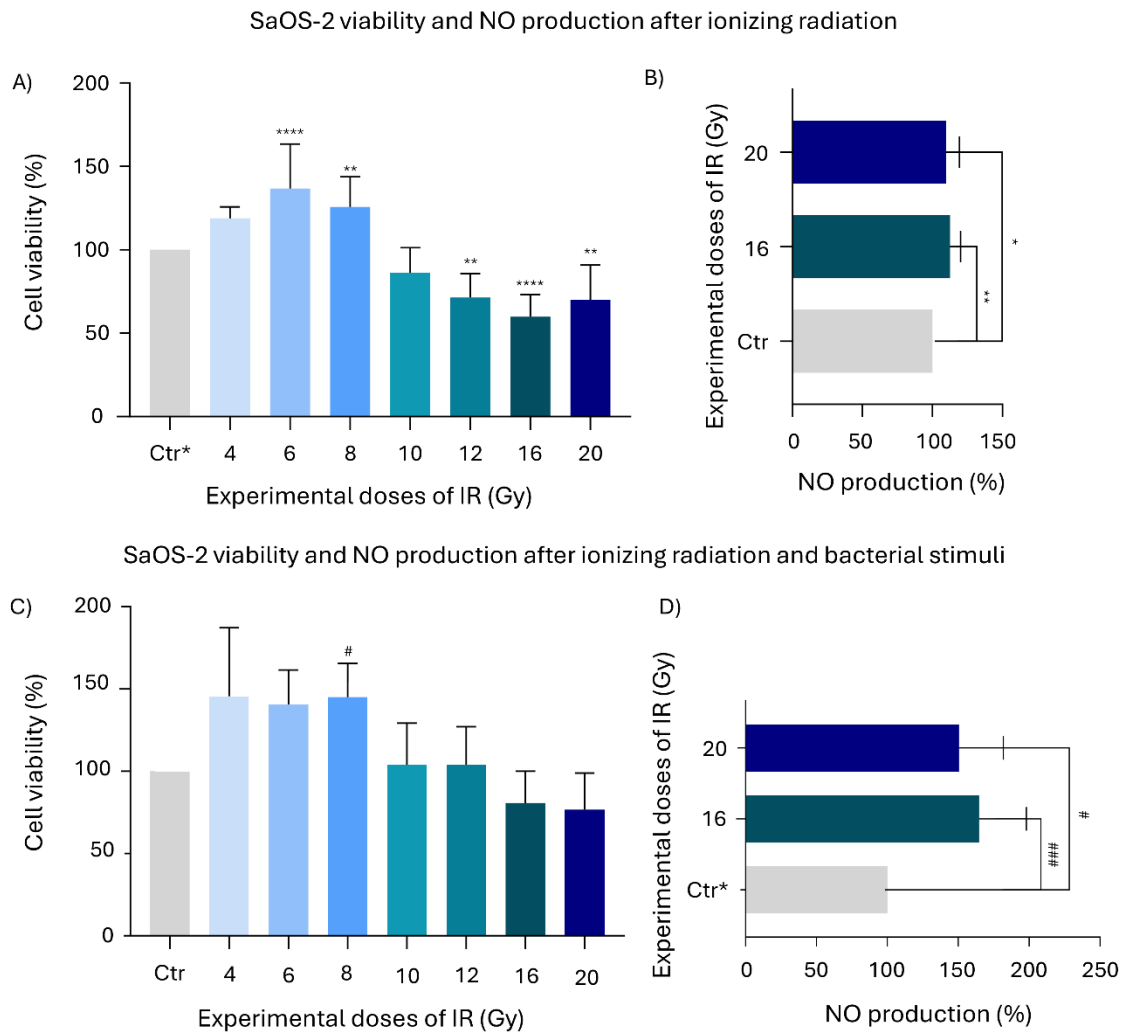 SaOS-2 viability and NO production after ionizing radiation
A)
Cell viability (%)
200
150
100
50
0
****
**
**
****
**
Ctr* 4 6 8 10 12 16 20
Experimental doses of IR (Gy)
B)
Experimental doses of IR (Gy)
20
16
Ctr
*
**
0 50 100 150
NO production (%)
SaOS-2 viability and NO production after ionizing radiation and bacterial stimuli
C)
Cell viability (%)
200
150
100
50
0
#
Ctr 4 6 8 10 12 16 20
Experimental doses of IR (Gy)
D)
Experimental doses of IR (Gy)
20
16
Ctr*
#
###
0 50 100 150 200 250
NO production (%)